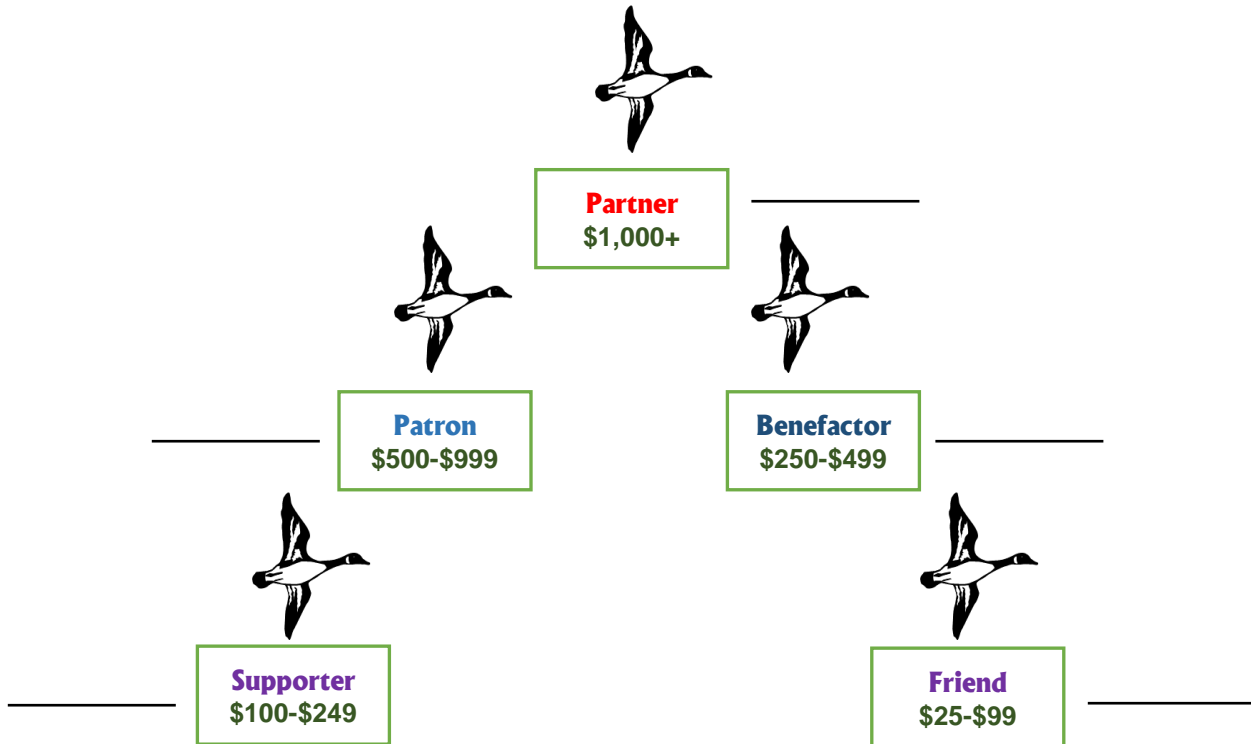 Partner
$1,000+
Patron
$500-$999
Benefactor
$250-$499
Supporter
$100-$249
Friend
$25-$99